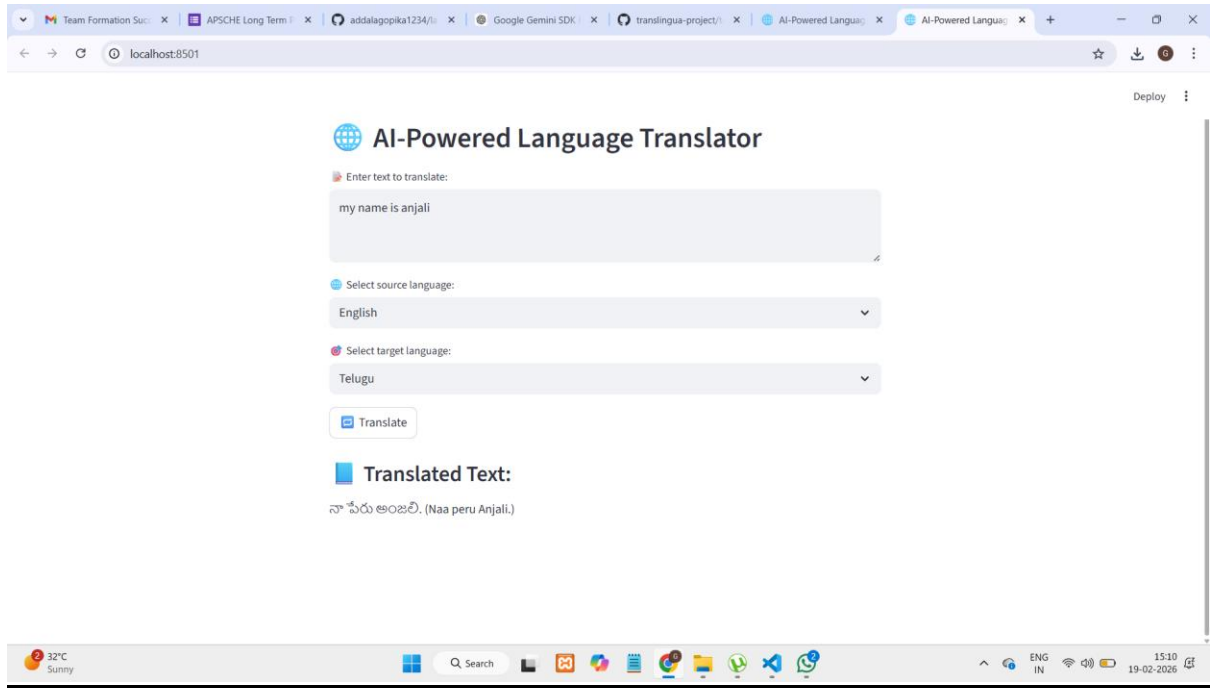 Team Formation Suc
APSCHE Long Term
addalagopika1234/
Google Gemini SDK
translingua-project/
AI-Powered Languag
AI-Powered Languag
localhost:8501
G
Deploy
AI-Powered Language Translator
Enter text to translate:
my name is anjali
Select source language:
English
Select target language:
Telugu
Translate
Translated Text:
నా పేరు అంజలి. (Naa peru Anjali.)
2
32°C
Sunny
Search
2
ENG
IN
15:10
19-02-2026